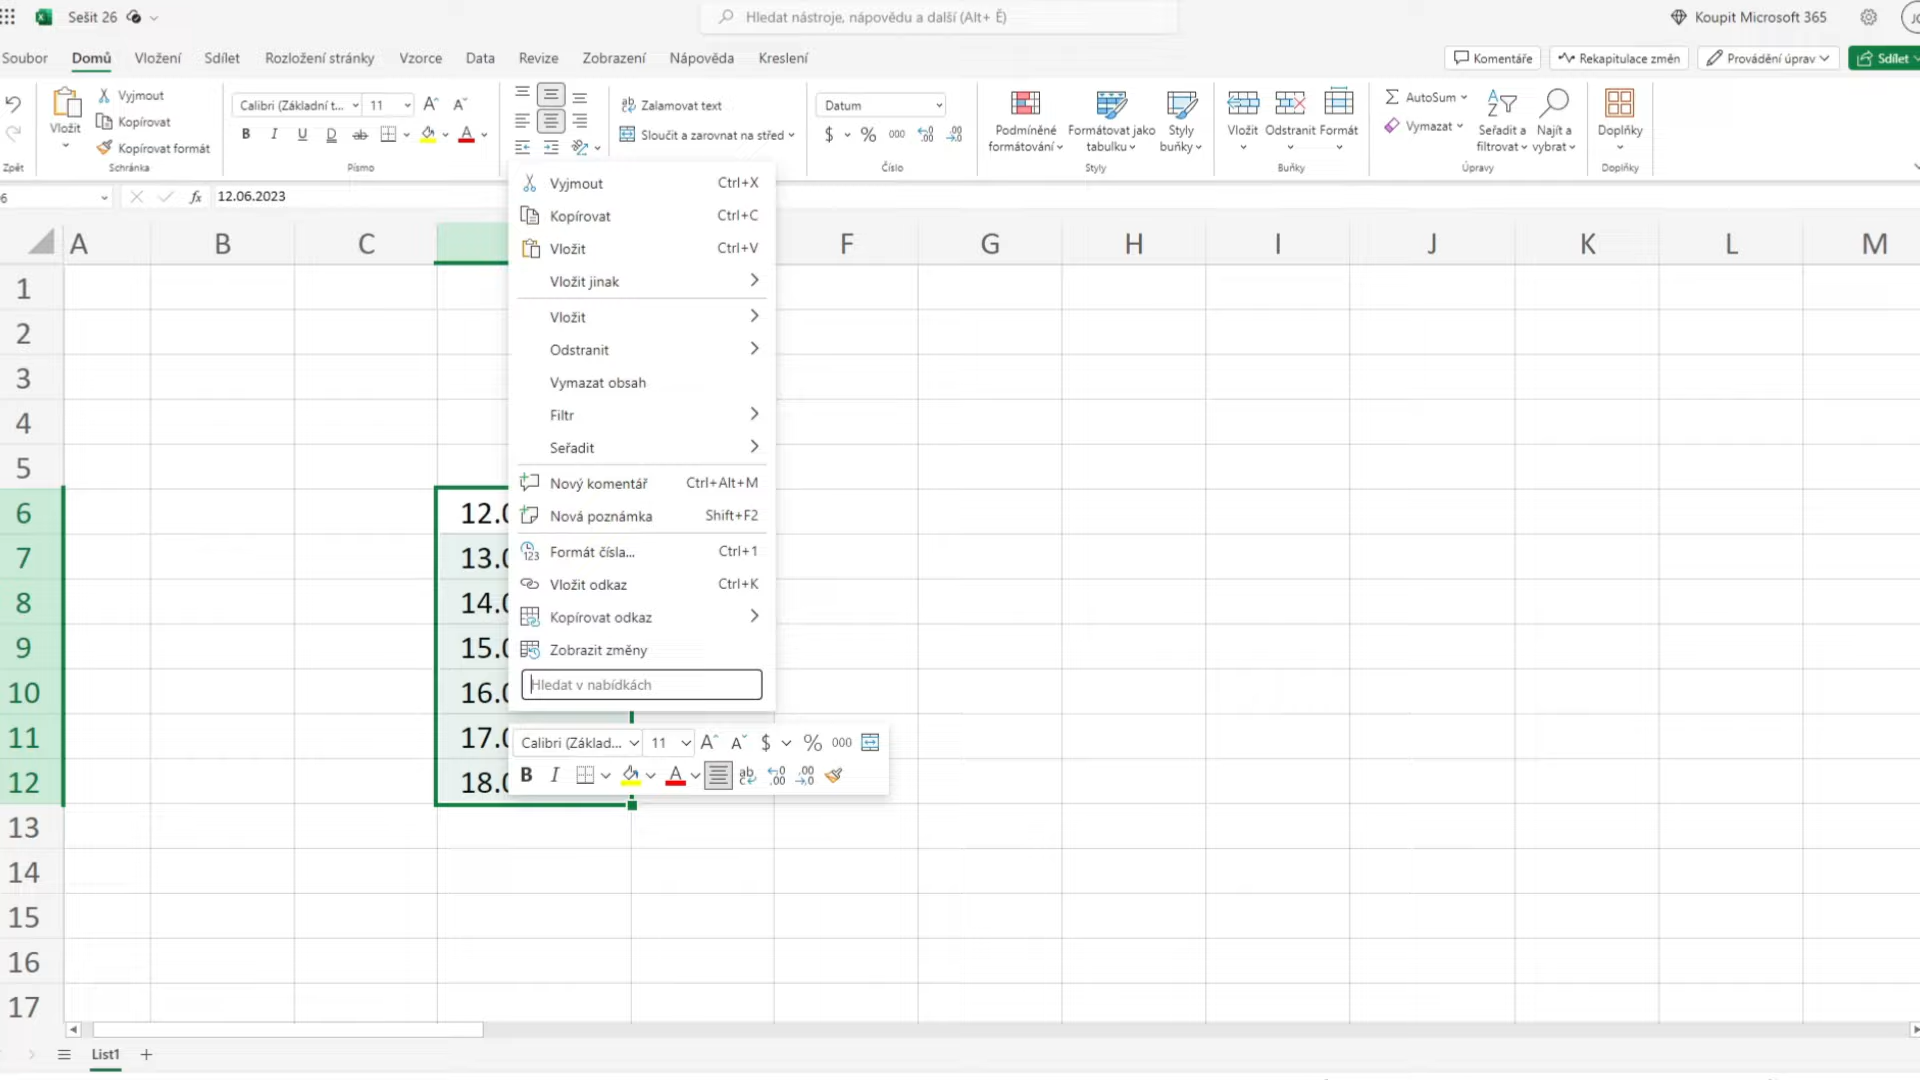 Sešit 26
Hledat nástroje, nápovědu a další (Alt+ Ě)
Koupit Microsoft 365
Soubor Domů Vložení Sdílet Rozložení stránky Vzorce Data Revize Zobrazení Nápověda Kreslení
Komentáře Rekapitulace změn Provádění úprav Sdílet
Vložit
Vyjmout
Kopírovat
Kopírovat formát
Calibri (Základní t... 11
Zalamovat text
Sloučit a zarovnat na střed
Datum
Podmíněné formátování
Formátovat jako tabulku
Styly buňky
Vložit Odstranit Formát
AutoSum
Vymazat
Seřadit a filtrovat
Najít a vybrat
Doplňky
Zpět Schránka Písmo Číslo Styly Buňky Úpravy Doplňky
12.06.2023
A B C F G H I J K L M
1
2
3
4
5
6 12.0
7 13.0
8 14.0
9 15.0
10 16.0
11 17.0
12 18.0
13
14
15
16
17
Vyjmout Ctrl+X
Kopírovat Ctrl+C
Vložit Ctrl+V
Vložit jinak
Vložit
Odstranit
Vymazat obsah
Filtr
Seřadit
Nový komentář Ctrl+Alt+M
Nová poznámka Shift+F2
Formát čísla... Ctrl+1
Vložit odkaz Ctrl+K
Kopírovat odkaz
Zobrazit změny
Hledat v nabídkách
Calibri (Základ... 11 A^ A˅ $ % 000
B I A
List1 +